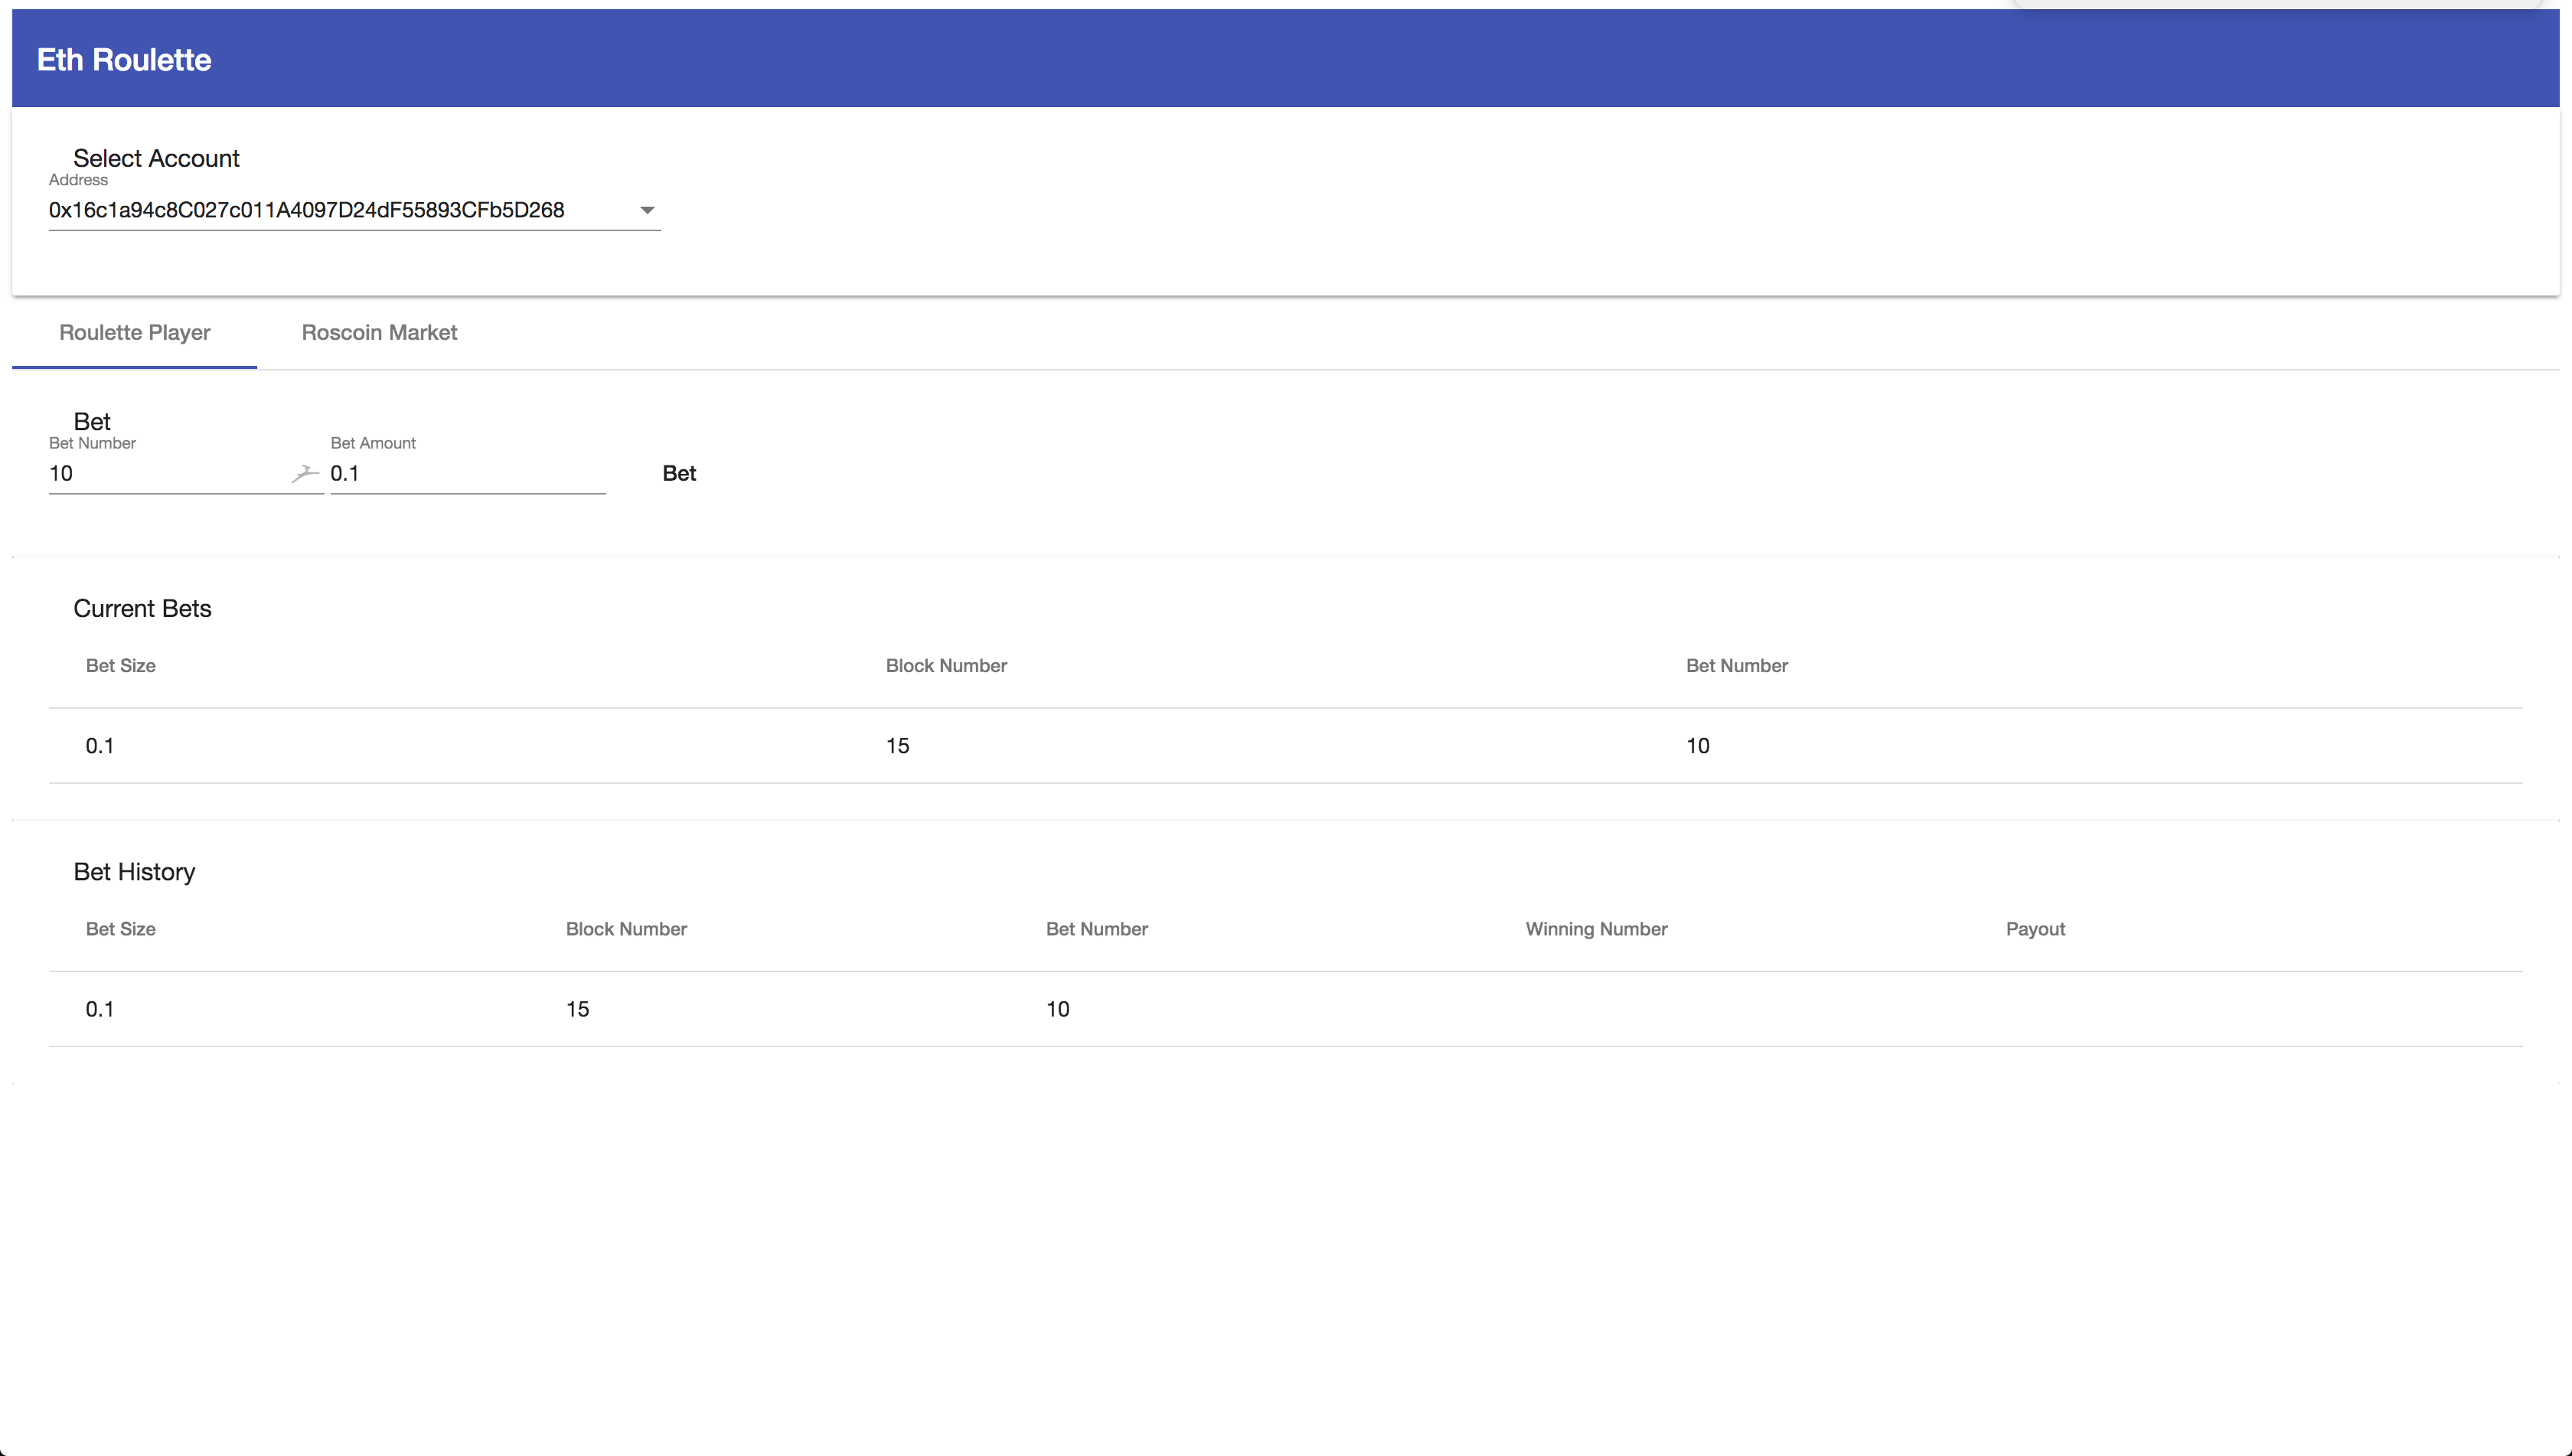 Eth Roulette
Select Account
Address
0x16c1a94c8C027c011A4097D24dF55893CFb5D268
Roulette Player Roscoin Market
Bet
Bet Number Bet Amount
10 0.1 Bet
Current Bets
Bet Size Block Number Bet Number
0.1 15 10
Bet History
Bet Size Block Number Bet Number Winning Number Payout
0.1 15 10